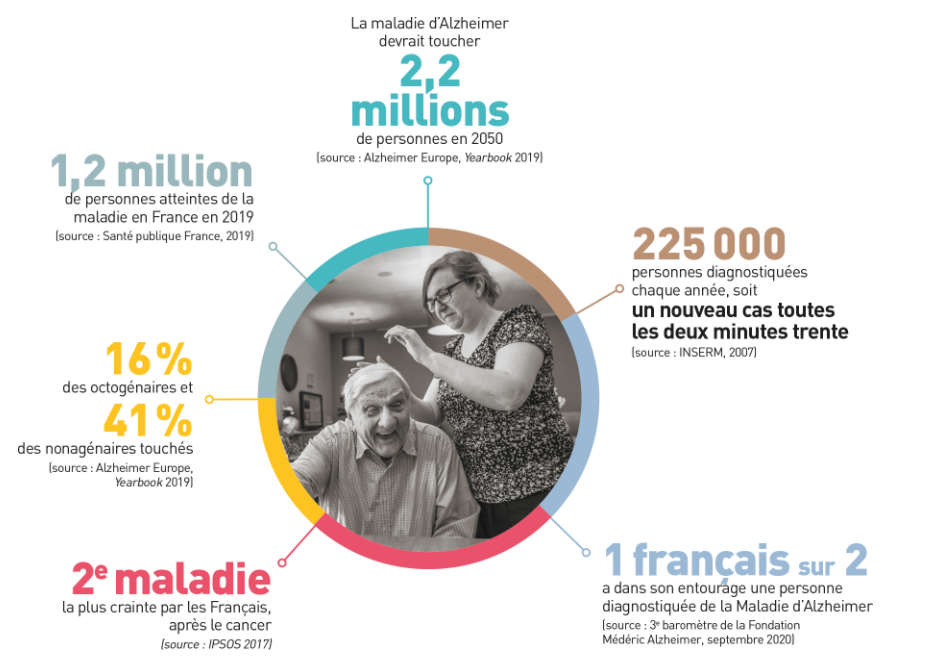 La maladie d'Alzheimer
devrait toucher
2,2
millions
de personnes en 2050
(source : Alzheimer Europe, Yearbook 2019)
1,2 million
de personnes atteintes de la
maladie en France en 2019
(source : Santé publique France, 2019)
225 000
personnes diagnostiquées
chaque année, soit
un nouveau cas toutes
les deux minutes trente
(source : INSERM, 2007)
16 %
des octogénaires et
41 %
des nonagénaires touchés
(source : Alzheimer Europe,
Yearbook 2019)
2e maladie
la plus crainte par les Français,
après le cancer
(source : IPSOS 2017)
1 français sur 2
a dans son entourage une personne
diagnostiquée de la Maladie d'Alzheimer
(source : 3e baromètre de la Fondation
Médéric Alzheimer, septembre 2020)